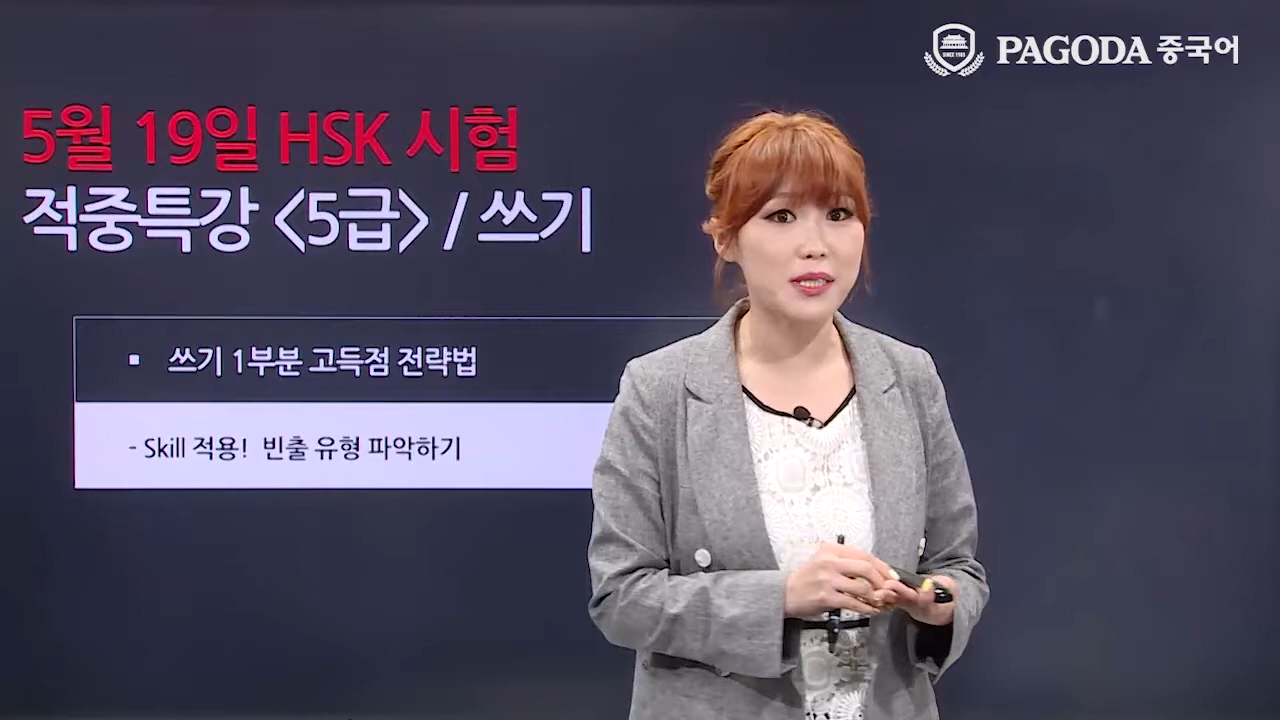 SINCE 1983
PAGODA 중국어
5월 19일 HSK 시험
적중특강 <5급> / 쓰기
▪ 쓰기 1부분 고득점 전략법
- Skill 적용! 빈출 유형 파악하기